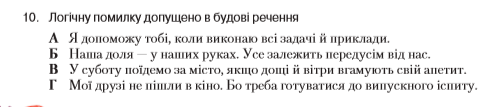 10. Логічну помилку допущено в будові речення
А Я допоможу тобі, коли виконаю всі задачі й приклади.
Б Наша доля — у наших руках. Усе залежить передусім від нас.
В У суботу поїдемо за місто, якщо дощі й вітри вгамують свій апетит.
Г Мої друзі не пішли в кіно. Бо треба готуватися до випускного іспиту.